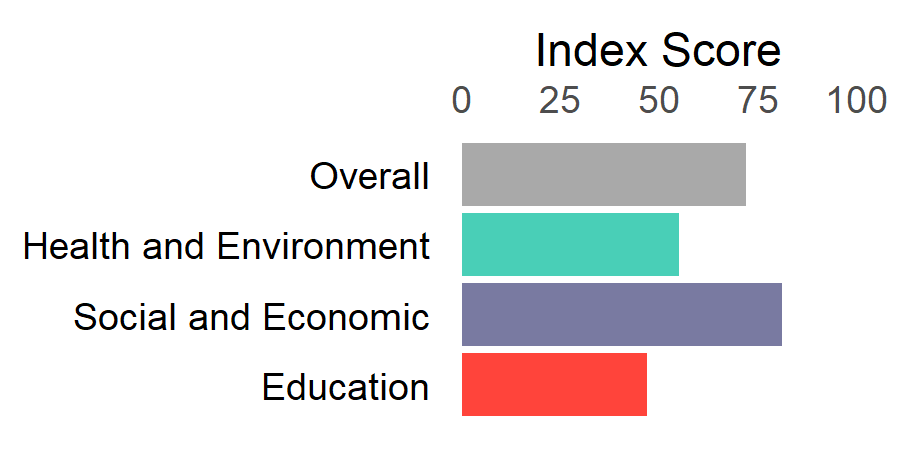 Index Score
0 25 50 75 100
Overall
Health and Environment
Social and Economic
Education